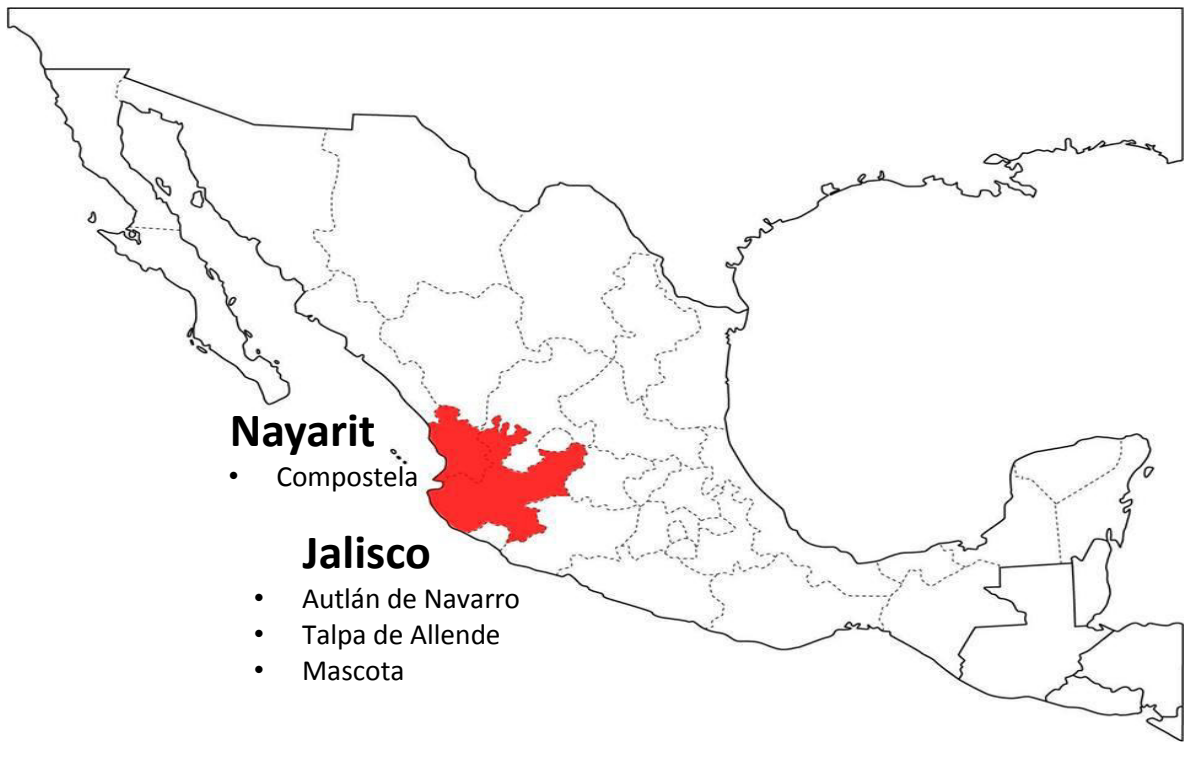 Nayarit
• Compostela
Jalisco
• Autlán de Navarro
• Talpa de Allende
• Mascota